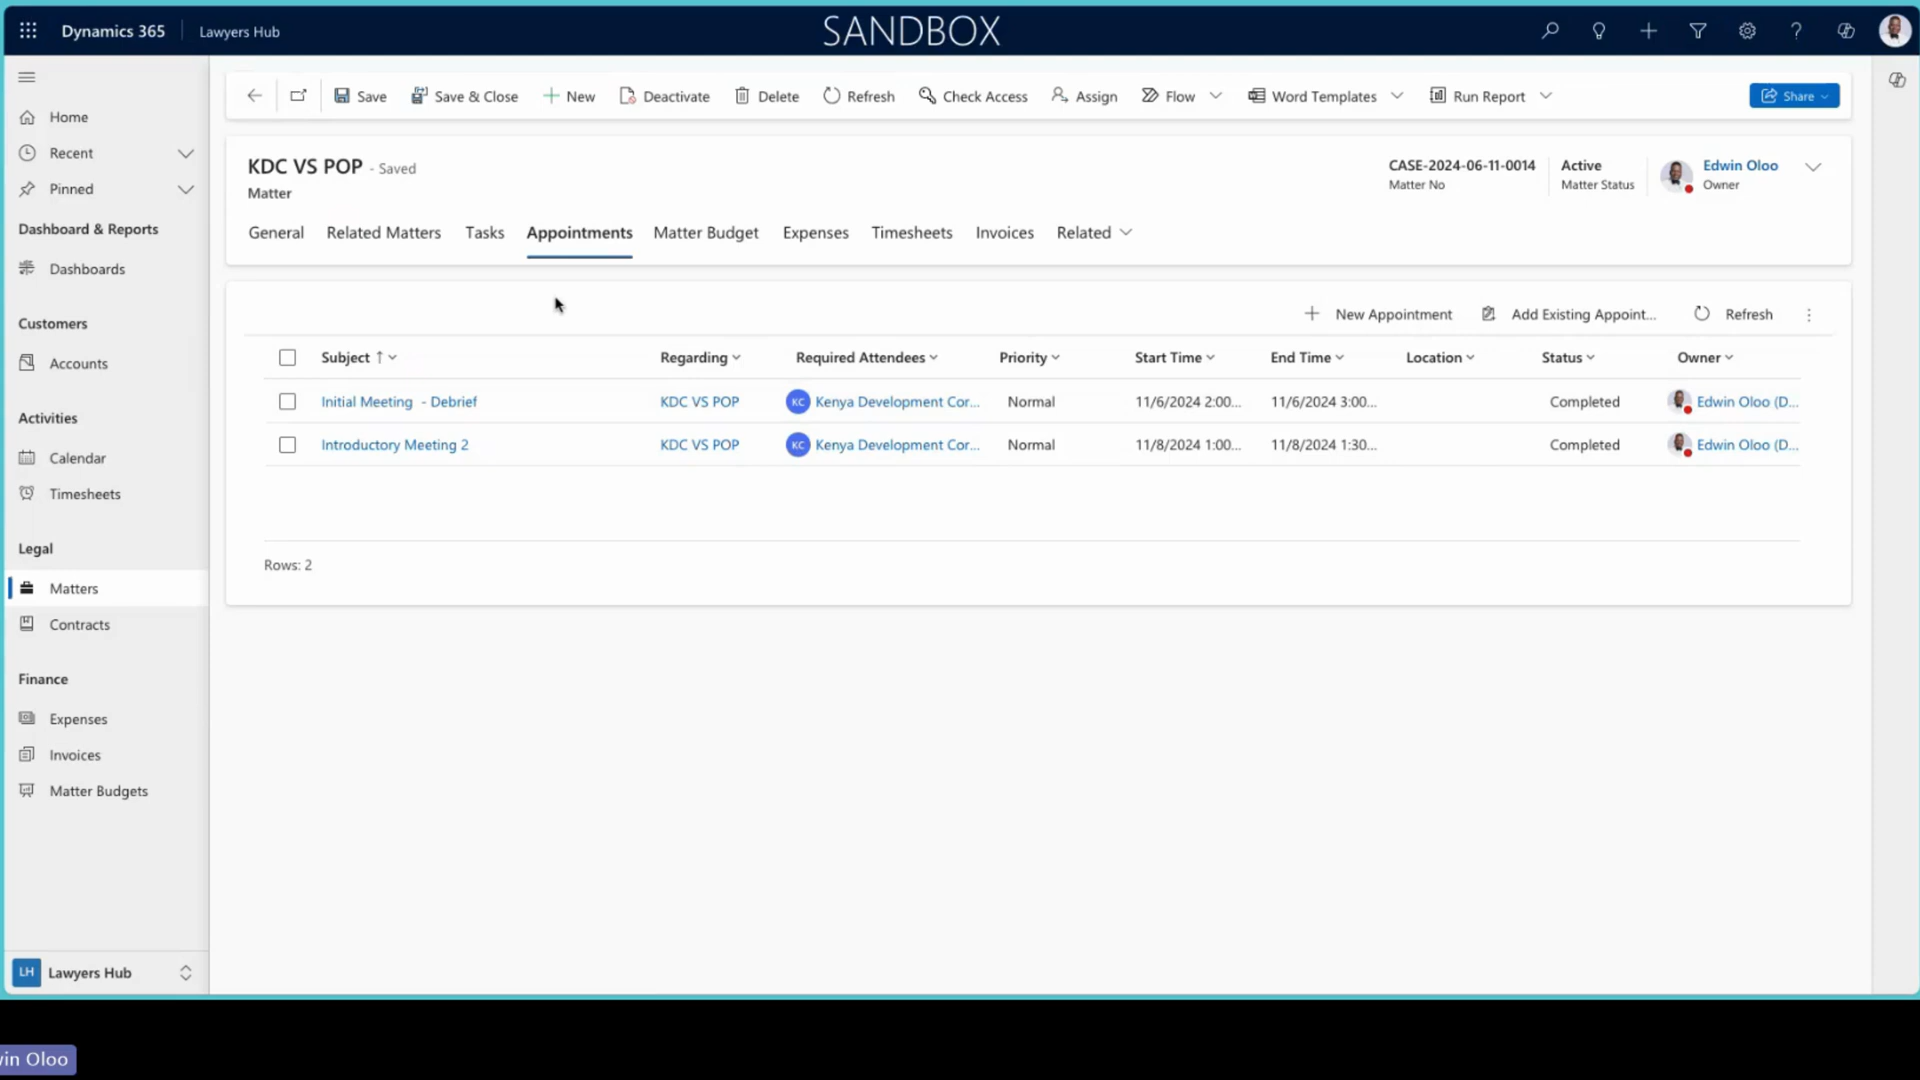 Dynamics 365 Lawyers Hub SANDBOX
Save Save & Close New Deactivate Delete Refresh Check Access Assign Flow Word Templates Run Report Share
Home
Recent
Pinned
Dashboard & Reports
Dashboards
Customers
Accounts
Activities
Calendar
Timesheets
Legal
Matters
Contracts
Finance
Expenses
Invoices
Matter Budgets
LH Lawyers Hub
KDC VS POP - Saved
Matter
CASE-2024-06-11-0014
Matter No
Active
Matter Status
Edwin Oloo
Owner
General Related Matters Tasks Appointments Matter Budget Expenses Timesheets Invoices Related
New Appointment Add Existing Appoint... Refresh
Subject Regarding Required Attendees Priority Start Time End Time Location Status Owner
Initial Meeting - Debrief KDC VS POP KC Kenya Development Cor... Normal 11/6/2024 2:00... 11/6/2024 3:00... Completed Edwin Oloo (D...
Introductory Meeting 2 KDC VS POP KC Kenya Development Cor... Normal 11/8/2024 1:00... 11/8/2024 1:30... Completed Edwin Oloo (D...
Rows: 2
vin Oloo